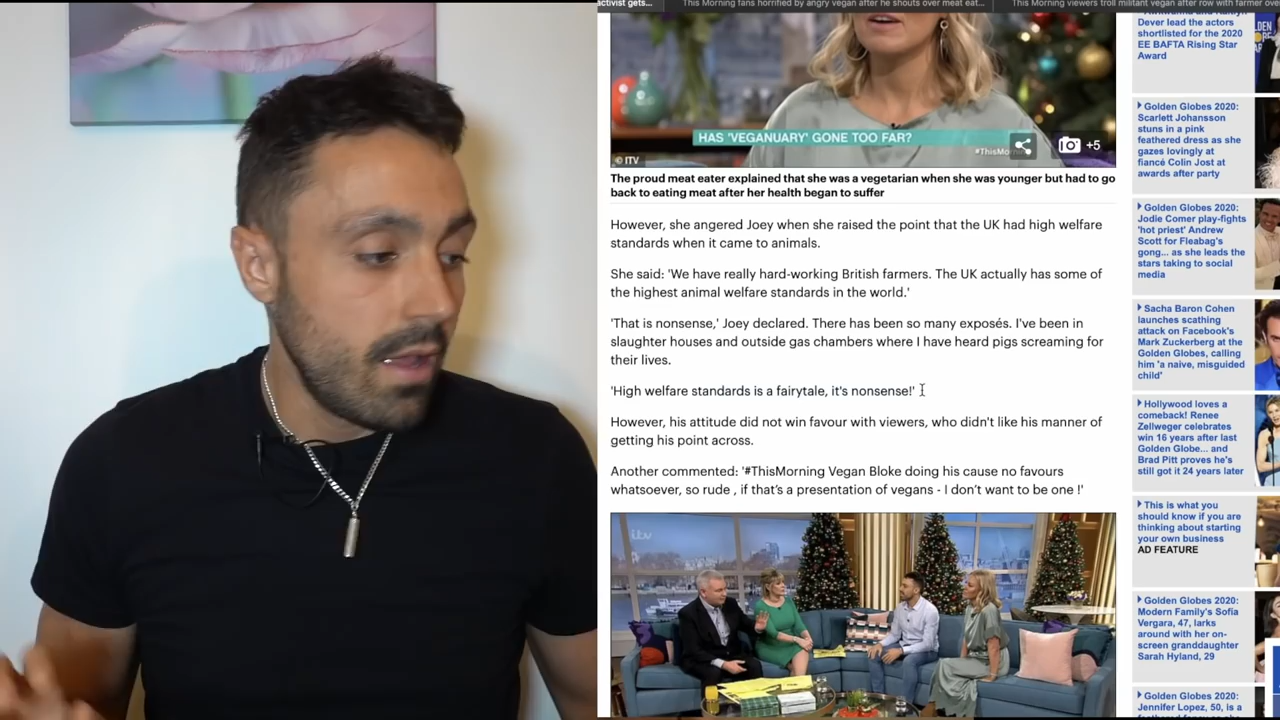 activist gets...
This Morning fans horrified by angry vegan after he shouts over meat eat...
This Morning viewers troll militant vegan after row with farmer over
HAS 'VEGANUARY' GONE TOO FAR?
© ITV
+5
The proud meat eater explained that she was a vegetarian when she was younger but had to go
back to eating meat after her health began to suffer
However, she angered Joey when she raised the point that the UK had high welfare
standards when it came to animals.
She said: 'We have really hard-working British farmers. The UK actually has some of
the highest animal welfare standards in the world.'
'That is nonsense,' Joey declared. There has been so many exposés. I've been in
slaughter houses and outside gas chambers where I have heard pigs screaming for
their lives.
'High welfare standards is a fairytale, it's nonsense!'
However, his attitude did not win favour with viewers, who didn't like his manner of
getting his point across.
Another commented: '#ThisMorning Vegan Bloke doing his cause no favours
whatsoever, so rude , if that's a presentation of vegans - I don't want to be one !'
itv
Dever lead the actors
shortlisted for the 2020
EE BAFTA Rising Star
Award
Golden Globes 2020:
Scarlett Johansson
stuns in a pink
feathered dress as she
gazes lovingly at
fiancé Colin Jost at
awards after party
Golden Globes 2020:
Jodie Comer play-fights
'hot priest' Andrew
Scott for Fleabag's
gong... as she leads the
stars taking to social
media
Sacha Baron Cohen
launches scathing
attack on Facebook's
Mark Zuckerberg at the
Golden Globes, calling
him 'a naive, misguided
child'
Hollywood loves a
comeback! Renee
Zellweger celebrates
win 16 years after last
Golden Globe... and
Brad Pitt proves he's
still got it 24 years later
This is what you
should know if you are
thinking about starting
your own business
AD FEATURE
Golden Globes 2020:
Modern Family's Sofia
Vergara, 47, larks
around with her on-
screen granddaughter
Sarah Hyland, 29
Golden Globes 2020:
Jennifer Lopez, 50, is a